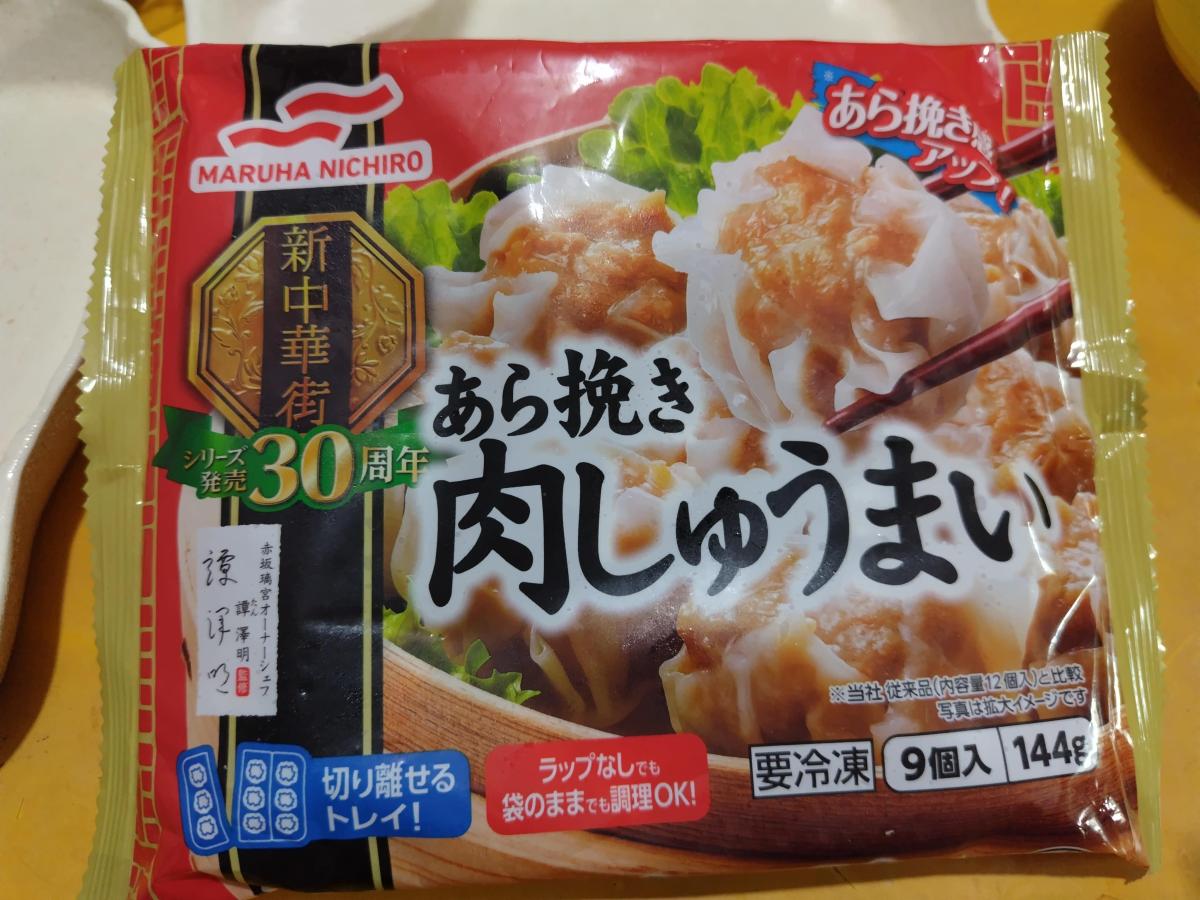 MARUHA NICHIRO
新中華街
シリーズ
発売
30周年
※
あら挽き感
アップ!
あら挽き
肉しゅうまい
赤坂璃宮オーナーシェフ
たん
譚澤明
監修
※当社従来品(内容量12個入)と比較
写真は拡大イメージです
切り離せる
トレイ!
ラップなしでも
袋のままでも調理OK!
要冷凍
9個入
144g